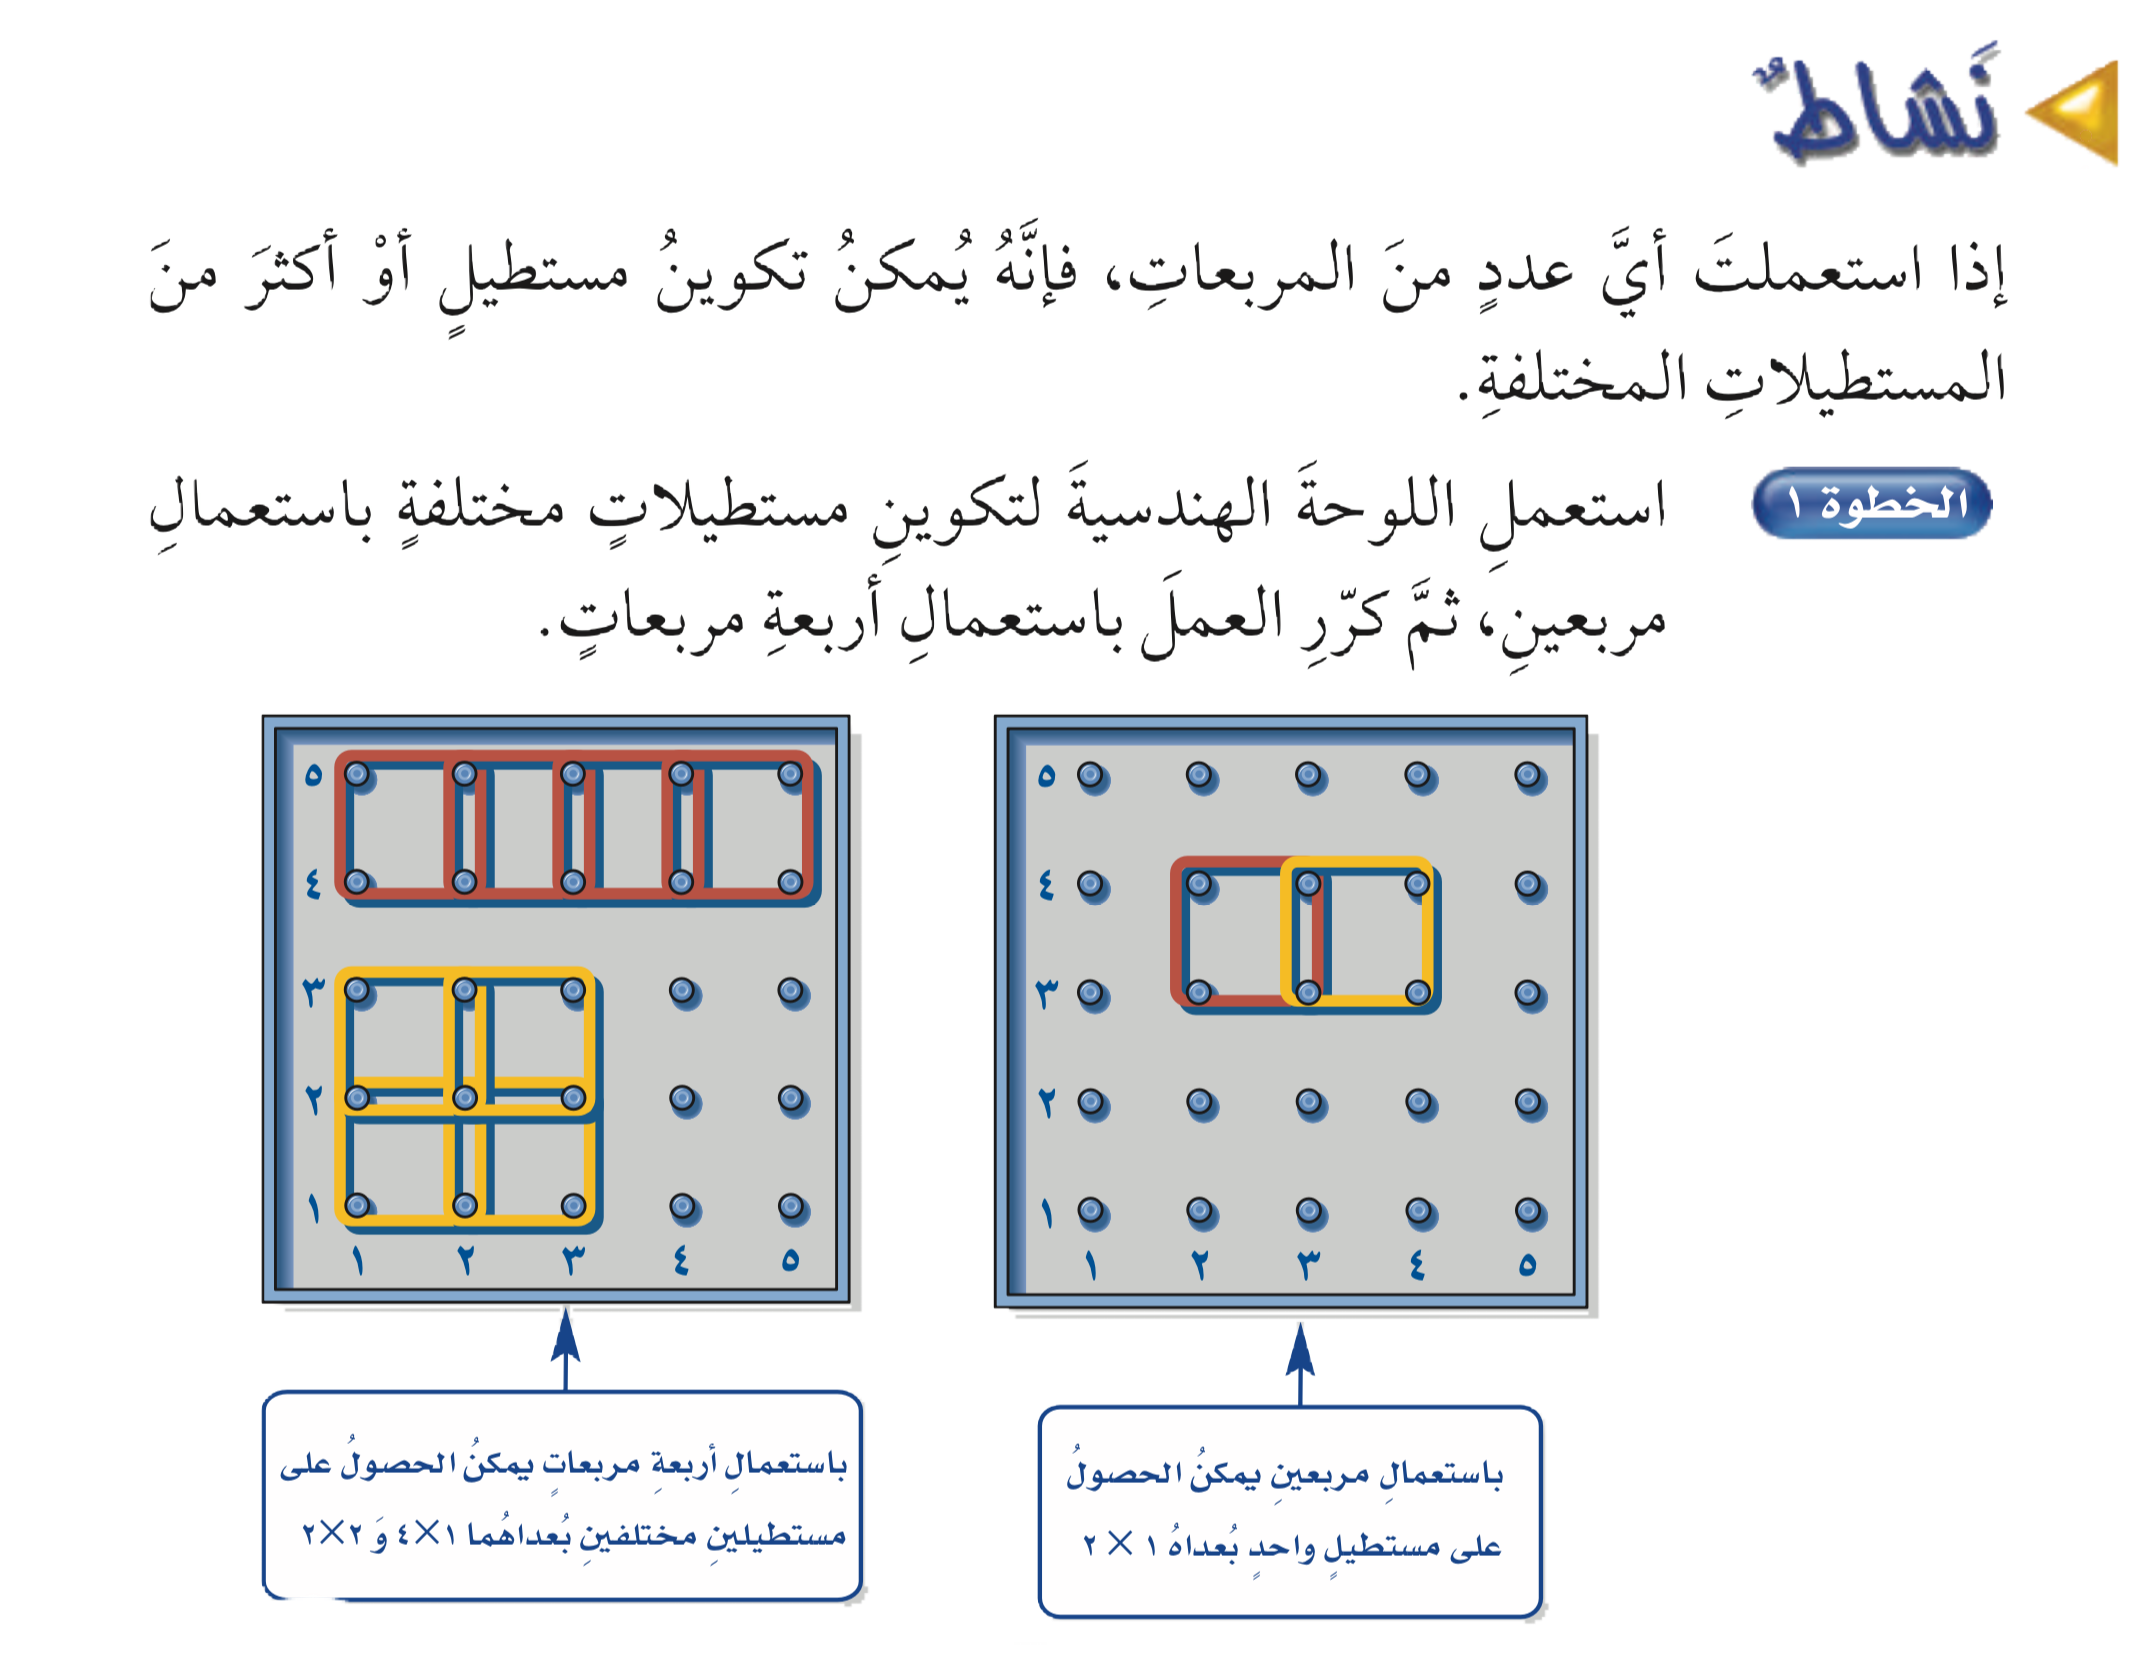 نَشاطٌ
إذا استعملتَ أيَّ عددٍ منَ المربعاتِ، فإنَّهُ يُمكنُ تكوينُ مستطيلٍ أوْ أكثرَ منَ
المستطيلاتِ المختلفةِ.
الخطوة ١
استعملِ اللوحةَ الهندسيةَ لتكوينِ مستطيلاتٍ مختلفةٍ باستعمالِ
مربعينِ، ثمَّ كرّرِ العملَ باستعمالِ أربعةِ مربعاتٍ.
٥
٤
٣
٢
١
١ ٢ ٣ ٤ ٥
باستعمالِ مربعينِ يمكنُ الحصولُ
على مستطيلٍ واحدٍ بُعداهُ ١ × ٢
٥
٤
٣
٢
١
١ ٢ ٣ ٤ ٥
باستعمالِ أربعةِ مربعاتٍ يمكنُ الحصولُ على
مستطيلينِ مختلفينِ بُعداهُما ١×٤ وَ ٢×٢